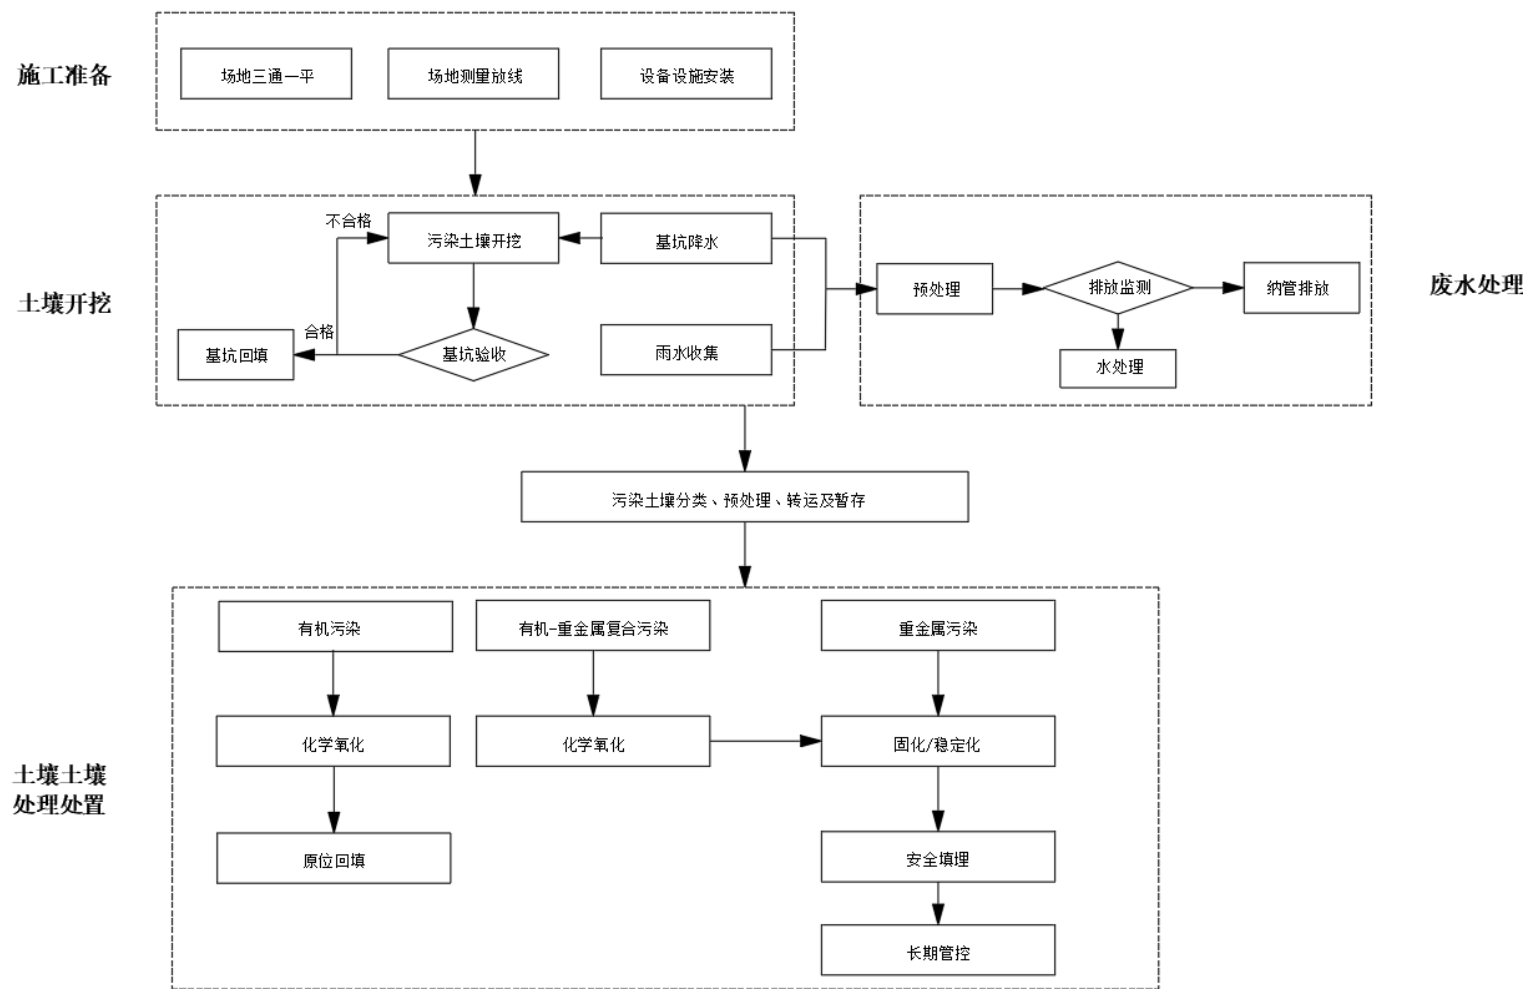 施工准备
场地三通一平
场地测量放线
设备设施安装
土壤开挖
不合格
污染土壤开挖
基坑降水
合格
基坑回填
基坑验收
雨水收集
预处理
排放监测
纳管排放
水处理
废水处理
污染土壤分类、预处理、转运及暂存
土壤土壤
处理处置
有机污染
有机-重金属复合污染
重金属污染
化学氧化
化学氧化
固化/稳定化
原位回填
安全填埋
长期管控